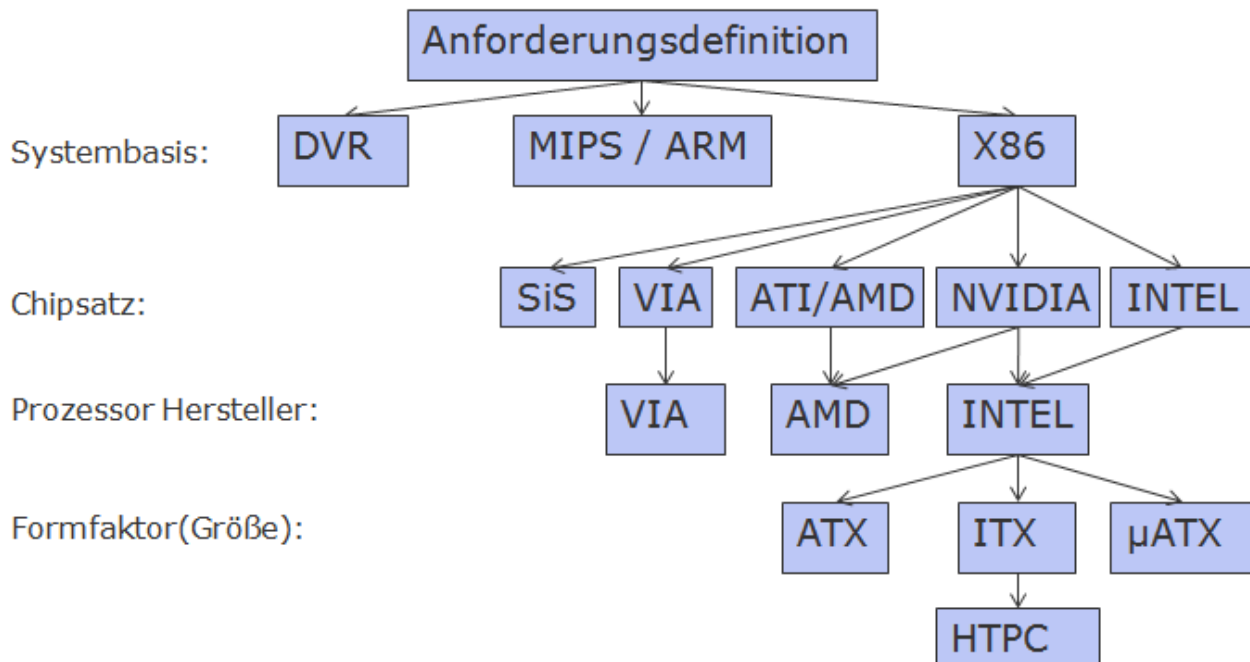 Anforderungsdefinition
Systembasis: DVR MIPS / ARM X86
Chipsatz: SiS VIA ATI/AMD NVIDIA INTEL
Prozessor Hersteller: VIA AMD INTEL
Formfaktor(Größe): ATX ITX µATX
HTPC